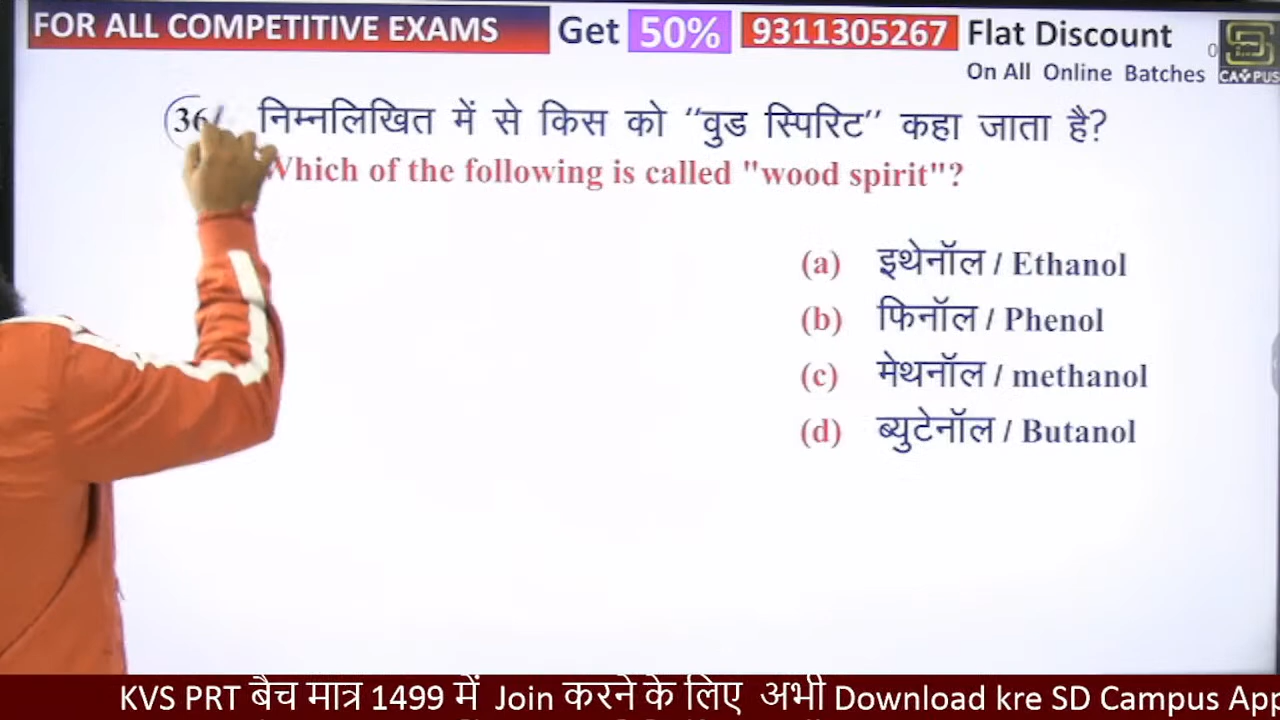 FOR ALL COMPETITIVE EXAMS Get 50% 9311305267 Flat Discount
On All Online Batches
CAMPUS
36 निम्नलिखित में से किस को "वुड स्पिरिट" कहा जाता है?
Which of the following is called "wood spirit"?
(a) इथेनॉल / Ethanol
(b) फिनॉल / Phenol
(c) मेथनॉल / methanol
(d) ब्युटेनॉल / Butanol
KVS PRT बैच मात्र 1499 में Join करने के लिए अभी Download kre SD Campus App